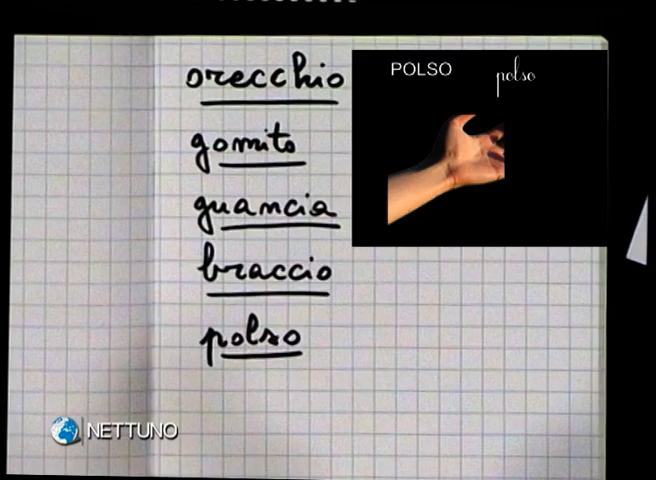 orecchio
gomito
guancia
braccio
polso
POLSO polso
NETTUNO